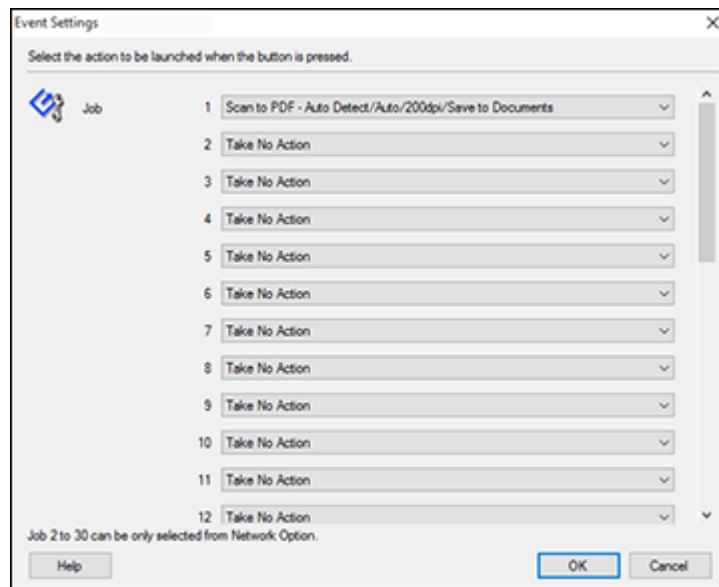 Event Settings
Select the action to be launched when the button is pressed.
Job 1 Scan to PDF - Auto Detect/Auto/200dpi/Save to Documents
2 Take No Action
3 Take No Action
4 Take No Action
5 Take No Action
6 Take No Action
7 Take No Action
8 Take No Action
9 Take No Action
10 Take No Action
11 Take No Action
12 Take No Action
Job 2 to 30 can be only selected from Network Option.
Help OK Cancel